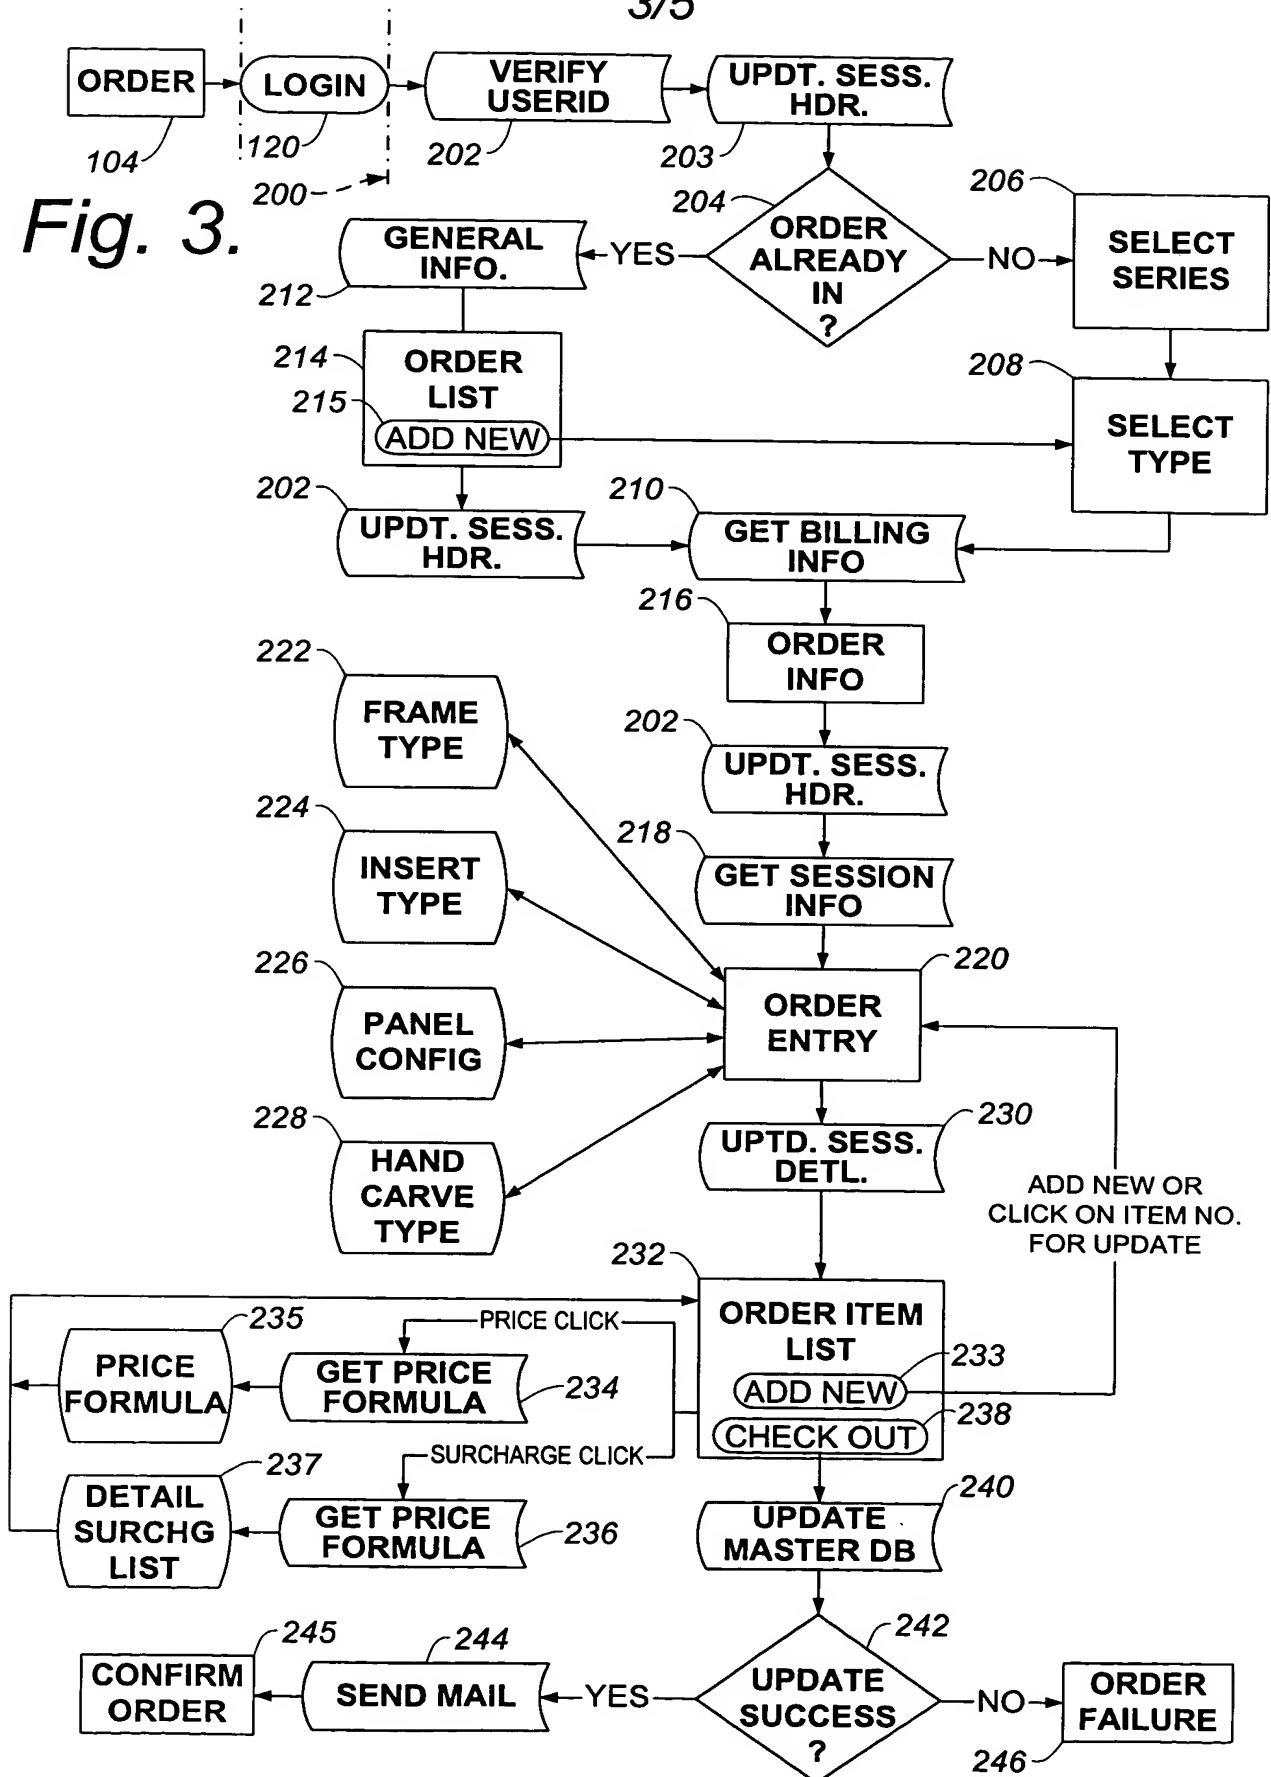 3/5
ORDER
LOGIN
VERIFY
USERID
UPDT. SESS.
HDR.
104
120
202
203
200
Fig. 3.
204
206
ORDER
ALREADY
IN
?
YES
NO
GENERAL
INFO.
212
SELECT
SERIES
214
ORDER
LIST
215
ADD NEW
208
SELECT
TYPE
202
UPDT. SESS.
HDR.
210
GET BILLING
INFO
216
ORDER
INFO
222
FRAME
TYPE
202
UPDT. SESS.
HDR.
224
INSERT
TYPE
218
GET SESSION
INFO
226
PANEL
CONFIG
220
ORDER
ENTRY
228
HAND
CARVE
TYPE
230
UPTD. SESS.
DETL.
ADD NEW OR
CLICK ON ITEM NO.
FOR UPDATE
232
ORDER ITEM
LIST
233
ADD NEW
238
CHECK OUT
PRICE CLICK
235
PRICE
FORMULA
GET PRICE
FORMULA
234
SURCHARGE CLICK
237
DETAIL
SURCHG
LIST
GET PRICE
FORMULA
236
240
UPDATE
MASTER DB
242
UPDATE
SUCCESS
?
YES
NO
244
SEND MAIL
245
CONFIRM
ORDER
ORDER
FAILURE
246